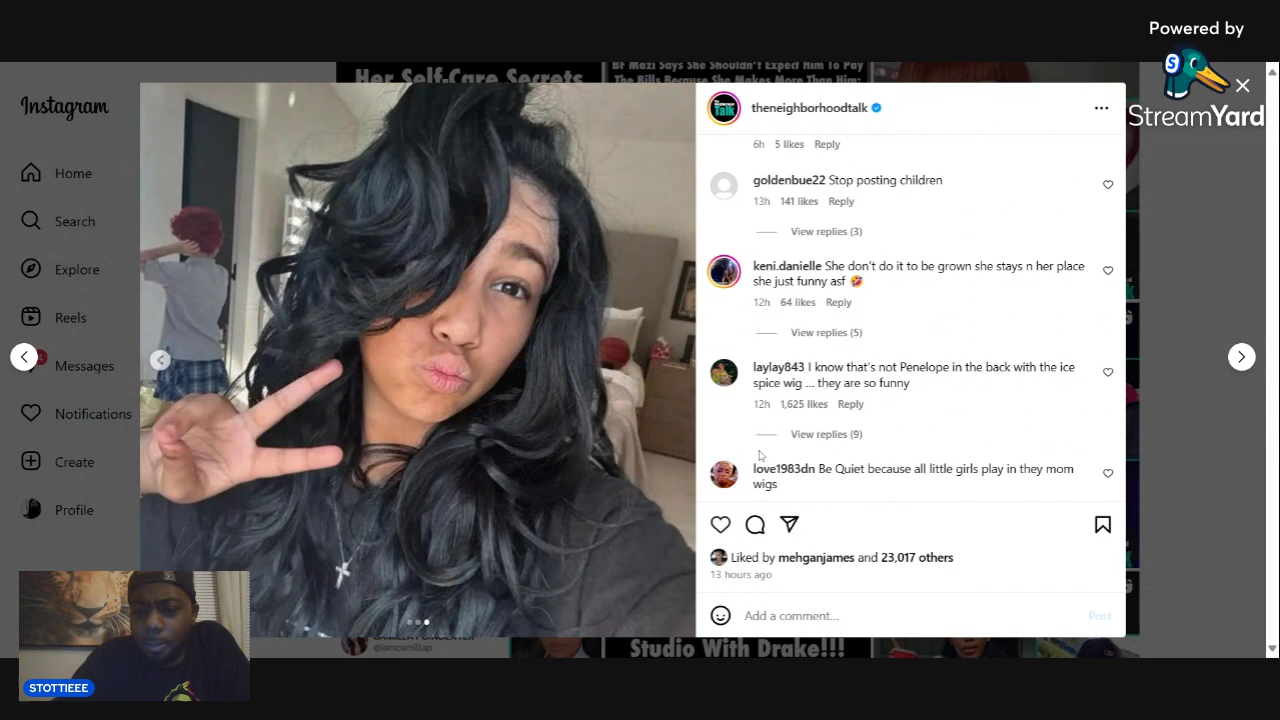 Powered by
StreamYard
Her Self-Care Secrets
BF Mazi Says She Shouldn't Expect Him To Pay
The Bills Because She Makes More Than Him:
Instagram
Home
Search
Explore
Reels
Messages
Notifications
Create
Profile
theneighborhoodtalk
6h 5 likes Reply
goldenbue22 Stop posting children
13h 141 likes Reply
View replies (3)
keni.danielle She don't do it to be grown she stays n her place
she just funny asf 🤣
12h 64 likes Reply
View replies (5)
laylay843 I know that's not Penelope in the back with the ice
spice wig ... they are so funny
12h 1,625 likes Reply
View replies (9)
love1983dn Be Quiet because all little girls play in they mom
wigs
Liked by mehganjames and 23,017 others
13 hours ago
Add a comment...
Post
@iamcamillap
Studio With Drake!!!
STOTTIEEE